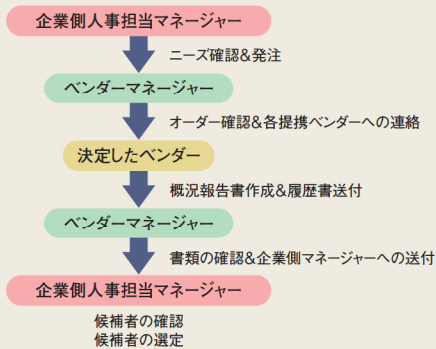 企業側人事担当マネージャー
ニーズ確認&発注
ベンダーマネージャー
オーダー確認&各提携ベンダーへの連絡
決定したベンダー
概況報告書作成&履歴書送付
ベンダーマネージャー
書類の確認&企業側マネージャーへの送付
企業側人事担当マネージャー
候補者の確認
候補者の選定